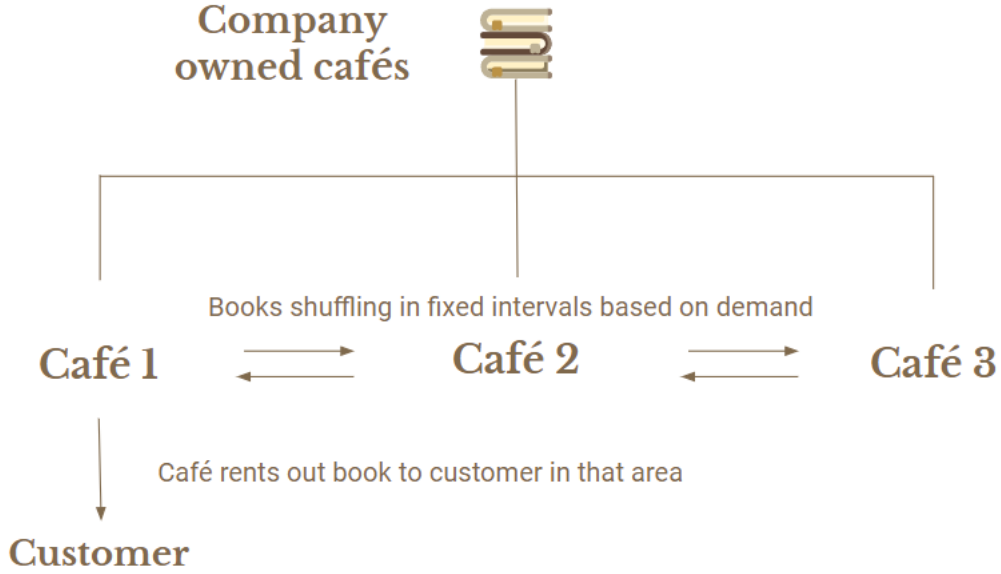 Company
owned cafés
Books shuffling in fixed intervals based on demand
Café 1
Café 2
Café 3
Café rents out book to customer in that area
Customer